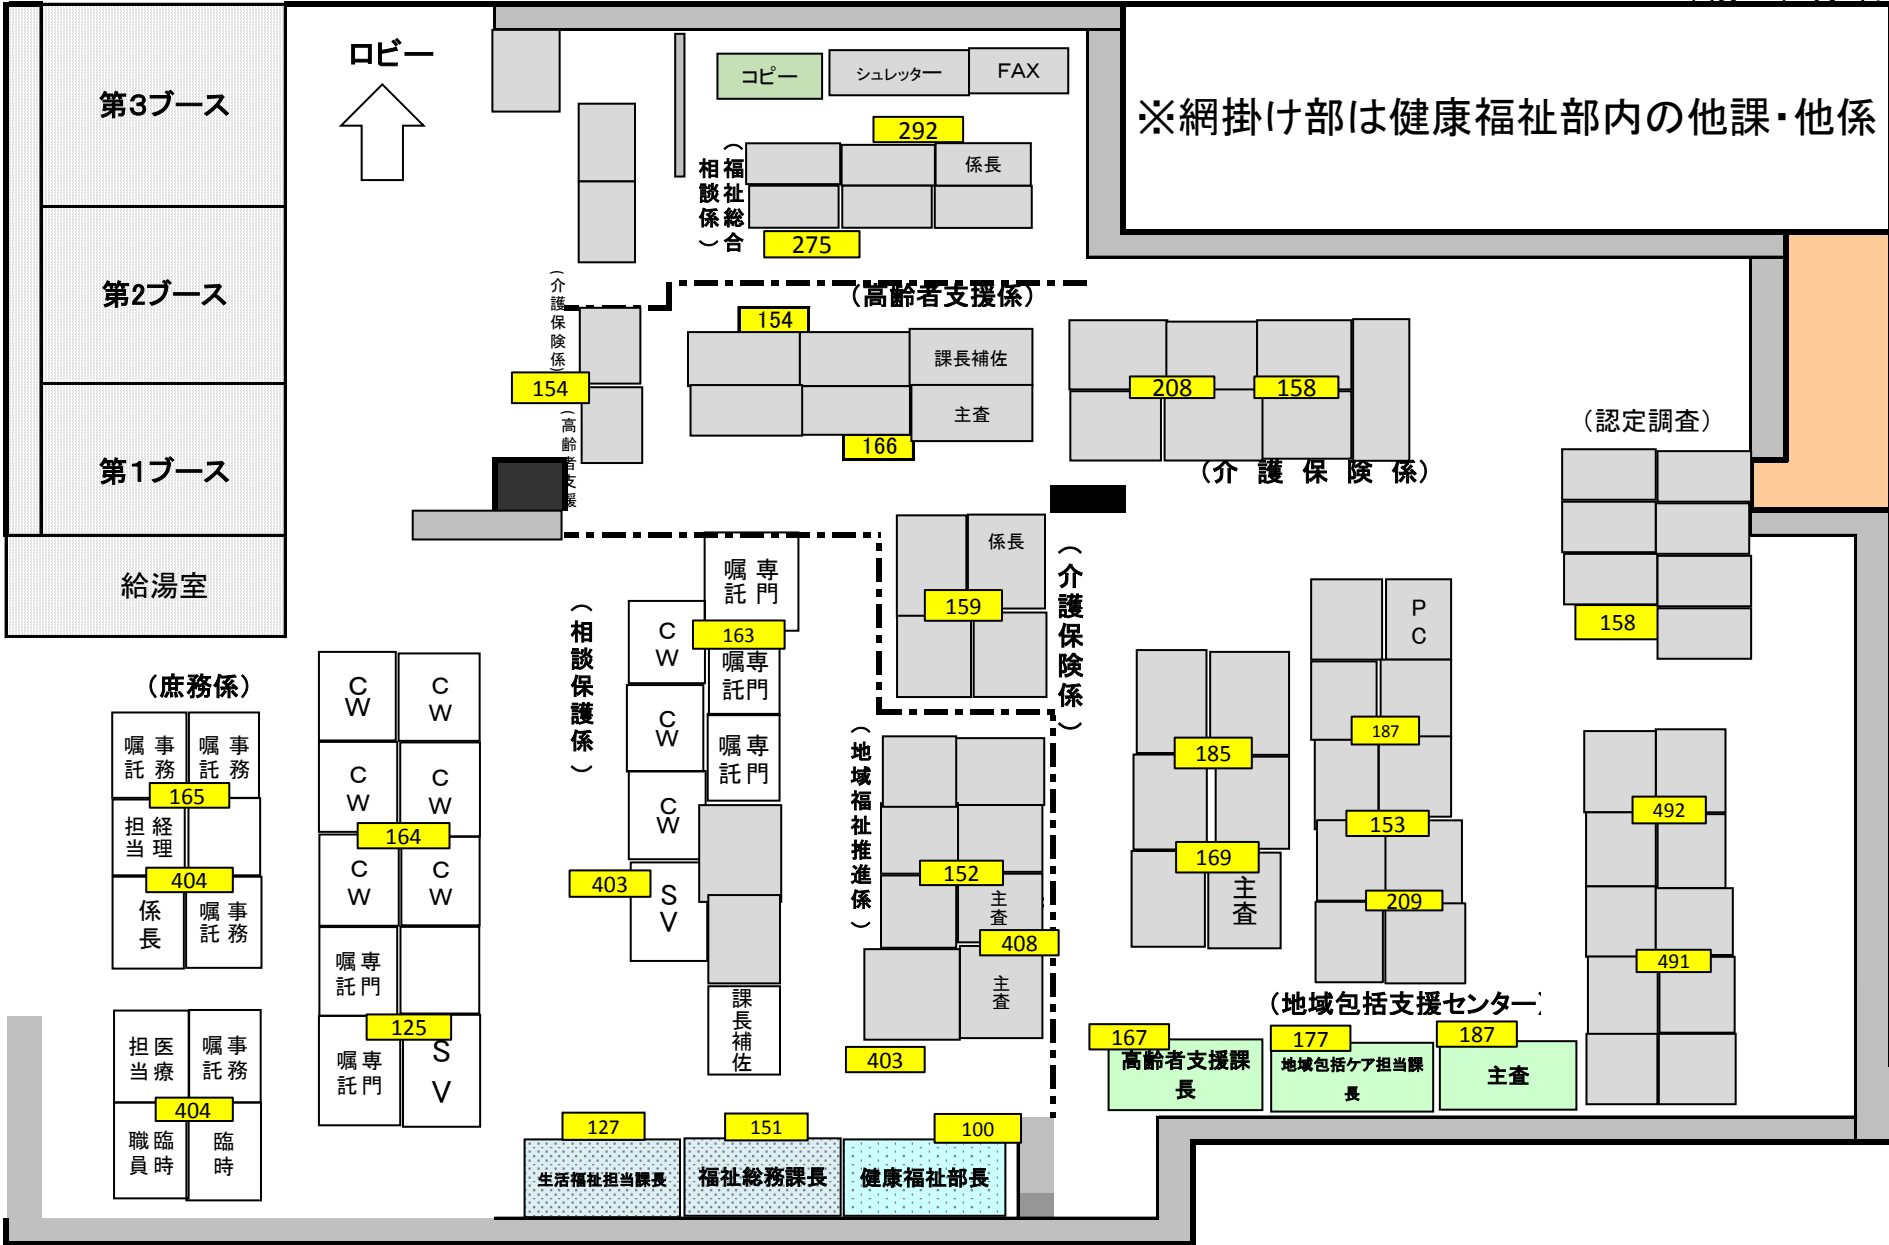 ロビー
第3ブース
第2ブース
第1ブース
給湯室
コピー
シュレッター
FAX
※網掛け部は健康福祉部内の他課・他係
292
係長
(福祉総合
相談係)
275
(高齢者支援係)
(介護保険係)
154
(高齢者支援
154
課長補佐
主査
166
208
158
(介 護 保 険 係)
(認定調査)
158
係長
159
(介護保険係)
(相談保護係)
専門
嘱託
163
CW
専門
嘱託
CW
専門
嘱託
CW
403
SV
課長補佐
(庶務係)
事務
嘱託
事務
嘱託
165
経理
担当
404
係長
事務
嘱託
医療
担当
事務
嘱託
404
臨時
職員
臨時
CW
CW
CW
CW
164
CW
CW
専門
嘱託
125
専門
嘱託
SV
(地域福祉推進係)
152
主査
408
主査
403
185
169
主査
PC
187
153
209
492
491
(地域包括支援センター)
167
高齢者支援課
長
177
地域包括ケア担当課
長
187
主査
127
生活福祉担当課長
151
福祉総務課長
100
健康福祉部長